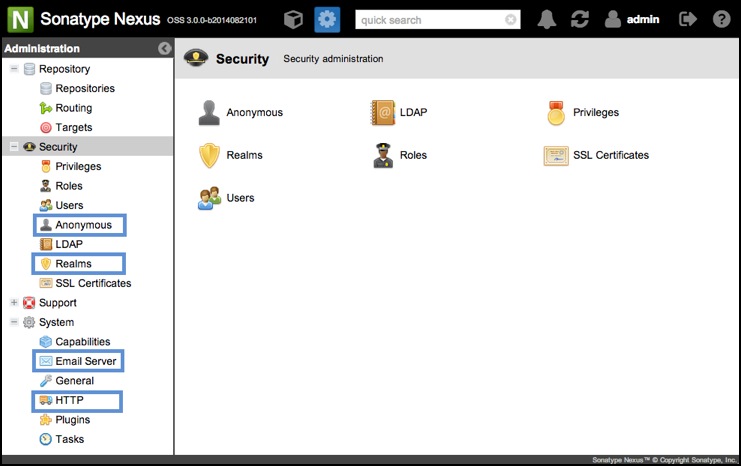 N Sonatype Nexus OSS 3.0.0-b2014082101 quick search admin
Administration
Repository
Repositories
Routing
Targets
Security
Privileges
Roles
Users
Anonymous
LDAP
Realms
SSL Certificates
Support
System
Capabilities
Email Server
General
HTTP
Plugins
Tasks
Security Security administration
Anonymous LDAP Privileges
Realms Roles SSL Certificates
Users
Sonatype Nexus™ © Copyright Sonatype, Inc.